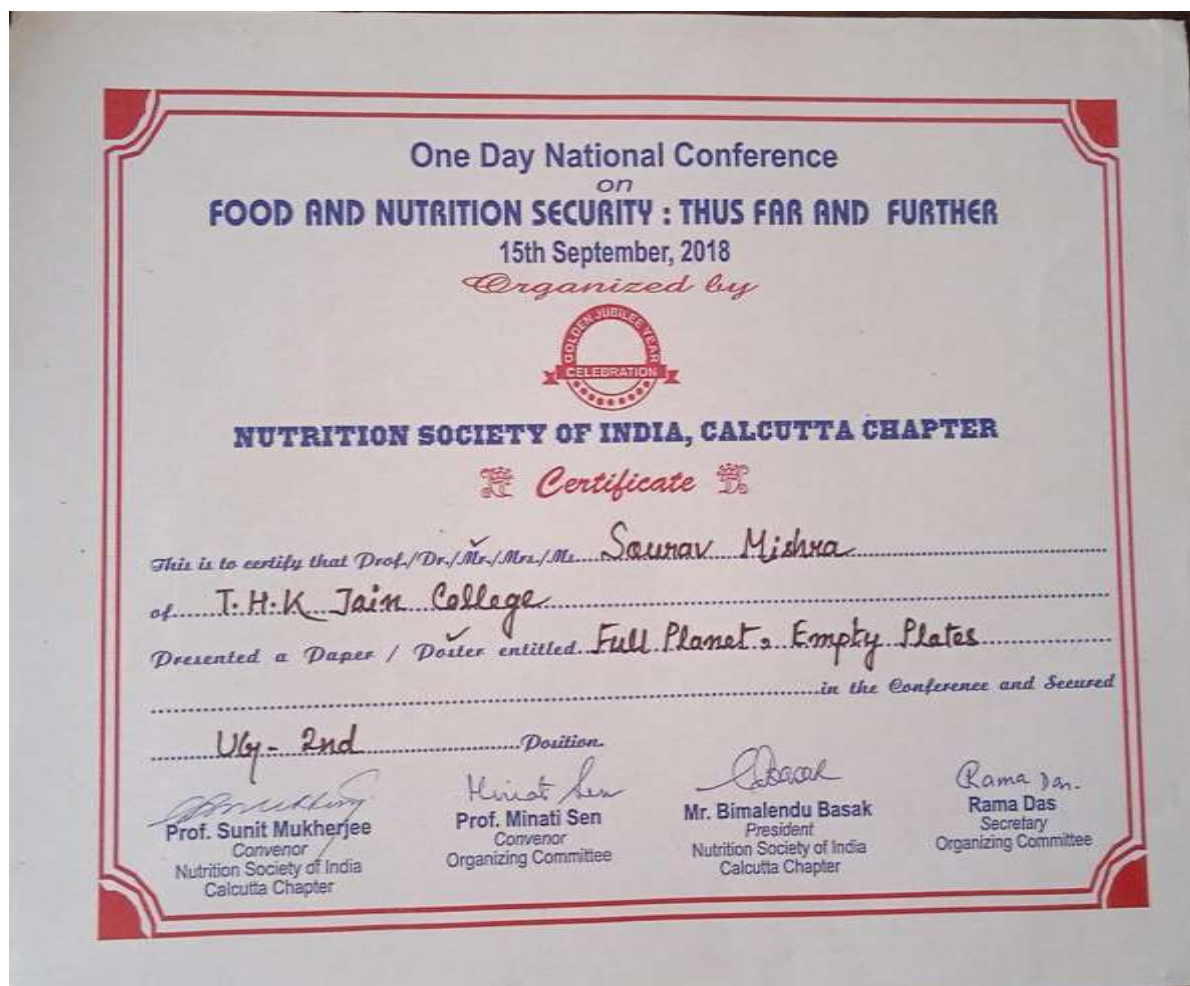 One Day National Conference
on
FOOD AND NUTRITION SECURITY : THUS FAR AND FURTHER
15th September, 2018
Organized by
GOLDEN JUBILEE YEAR
CELEBRATION
NUTRITION SOCIETY OF INDIA, CALCUTTA CHAPTER
Certificate
This is to certify that Prof./Dr./Mr./Mrs./Ms. Sourav Mishra
of T.H.K Jain College
Presented a Paper / Poster entitled Full Planet, Empty Plates
in the Conference and Secured
UG - 2nd Position.
Minati Sen Basak Rama Das.
Prof. Sunit Mukherjee Prof. Minati Sen Mr. Bimalendu Basak Rama Das
Convenor Convenor President Secretary
Nutrition Society of India Organizing Committee Nutrition Society of India Organizing Committee
Calcutta Chapter Calcutta Chapter